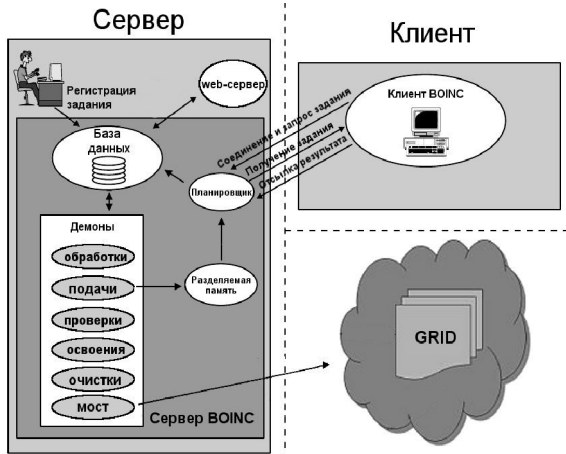 Сервер
Клиент
Регистрация
задания
web-сервер
База
данных
Планировщик
Соединение и запрос задания
Получение задания
Отсылка результата
Клиент BOINC
Демоны
обработки
подачи
проверки
освоения
очистки
мост
Разделяемая
память
Сервер BOINC
GRID